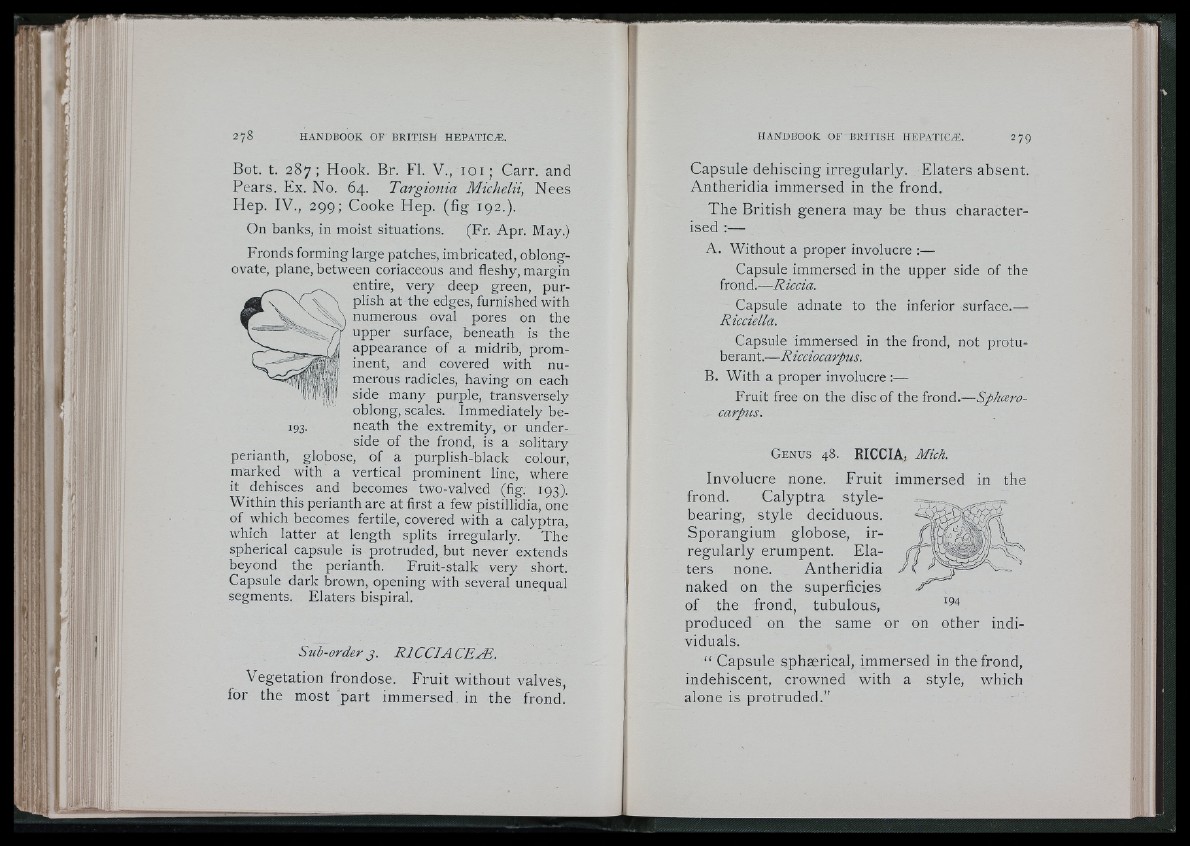 278 HANDBOOK OF BRITISH HEPATICÆ.
Bot. t. 287; Hook. Br. Fl. V., 101; Carr. and
Pears. Ex. No. 64. Targionia Michelii, Nees
Hep. IV., 299; Cooke Hep. (fig 192.).
On banks, in moist situations. (Fr. Apr. May.)
Fronds forming large patches, imbricated, oblong-
ovate, plane, between coriaceous and fleshy, margin
entire, very deep green, pur-
plish at the edges, furnished with
numerous oval pores on the
upper surface, beneath is the
appearance of a midrib, prom-
inent, and covered with nu-
merous radicles, having on each
side many purple, transversely
oblong, scales. Immediately be-
193. neath the extremity, or under-
side of the frond, is a solitary
perianth, globose, of a purplish-black colour,
marked with a vertical prominent line, where
it dehisces and becomes two-valved (fig. 193).
Within this perianth are at first a few pistillidia, one
of which becomes fertile, covered with a calyptra,
which latter at length splits irregularly. The
spherical capsule is protruded, but never extends
beyond the perianth. Fruit-stalk very short.
Capsule dark brown, opening with several unequal
segments. Elaters bispiral.
Sub-order 3. RICCIACEÆ.
Vegetation frondose. Fruit without valves,
for the most part immersed in the frond.
HANDBOOK OF BRITISH HEPATICÆ. 279
Capsule dehiscing irregularly. Elaters absent.
Antheridia immersed in the frond.
The British genera may be thus character-
ised :—
A. Without a proper involucre :—
Capsule immersed in the upper side of the
frond.—Riccia.
Capsule adnate to the inferior surface.—
Ricciella.
Capsule immersed in the frond, not protu-
berant.—Ricciocarpus.
B. With a proper involucre :—
Fruit free on the disc of the frond.—Sphæro-
carpus.
GENUS 48. RICCIA, Mich.
Involucre none. Fruit immersed in the
frond. Calyptra style-
bearing, style deciduous.
Sporangium globose, ir-
regularly erumpent. Ela-
ters none. Antheridia
naked on the superficies
of the frond, tubulous, 194
produced on the same or on other indi-
viduals.
“ Capsule sphærical, immersed in the frond,
indehiscent, crowned with a style, which
alone is protruded.”